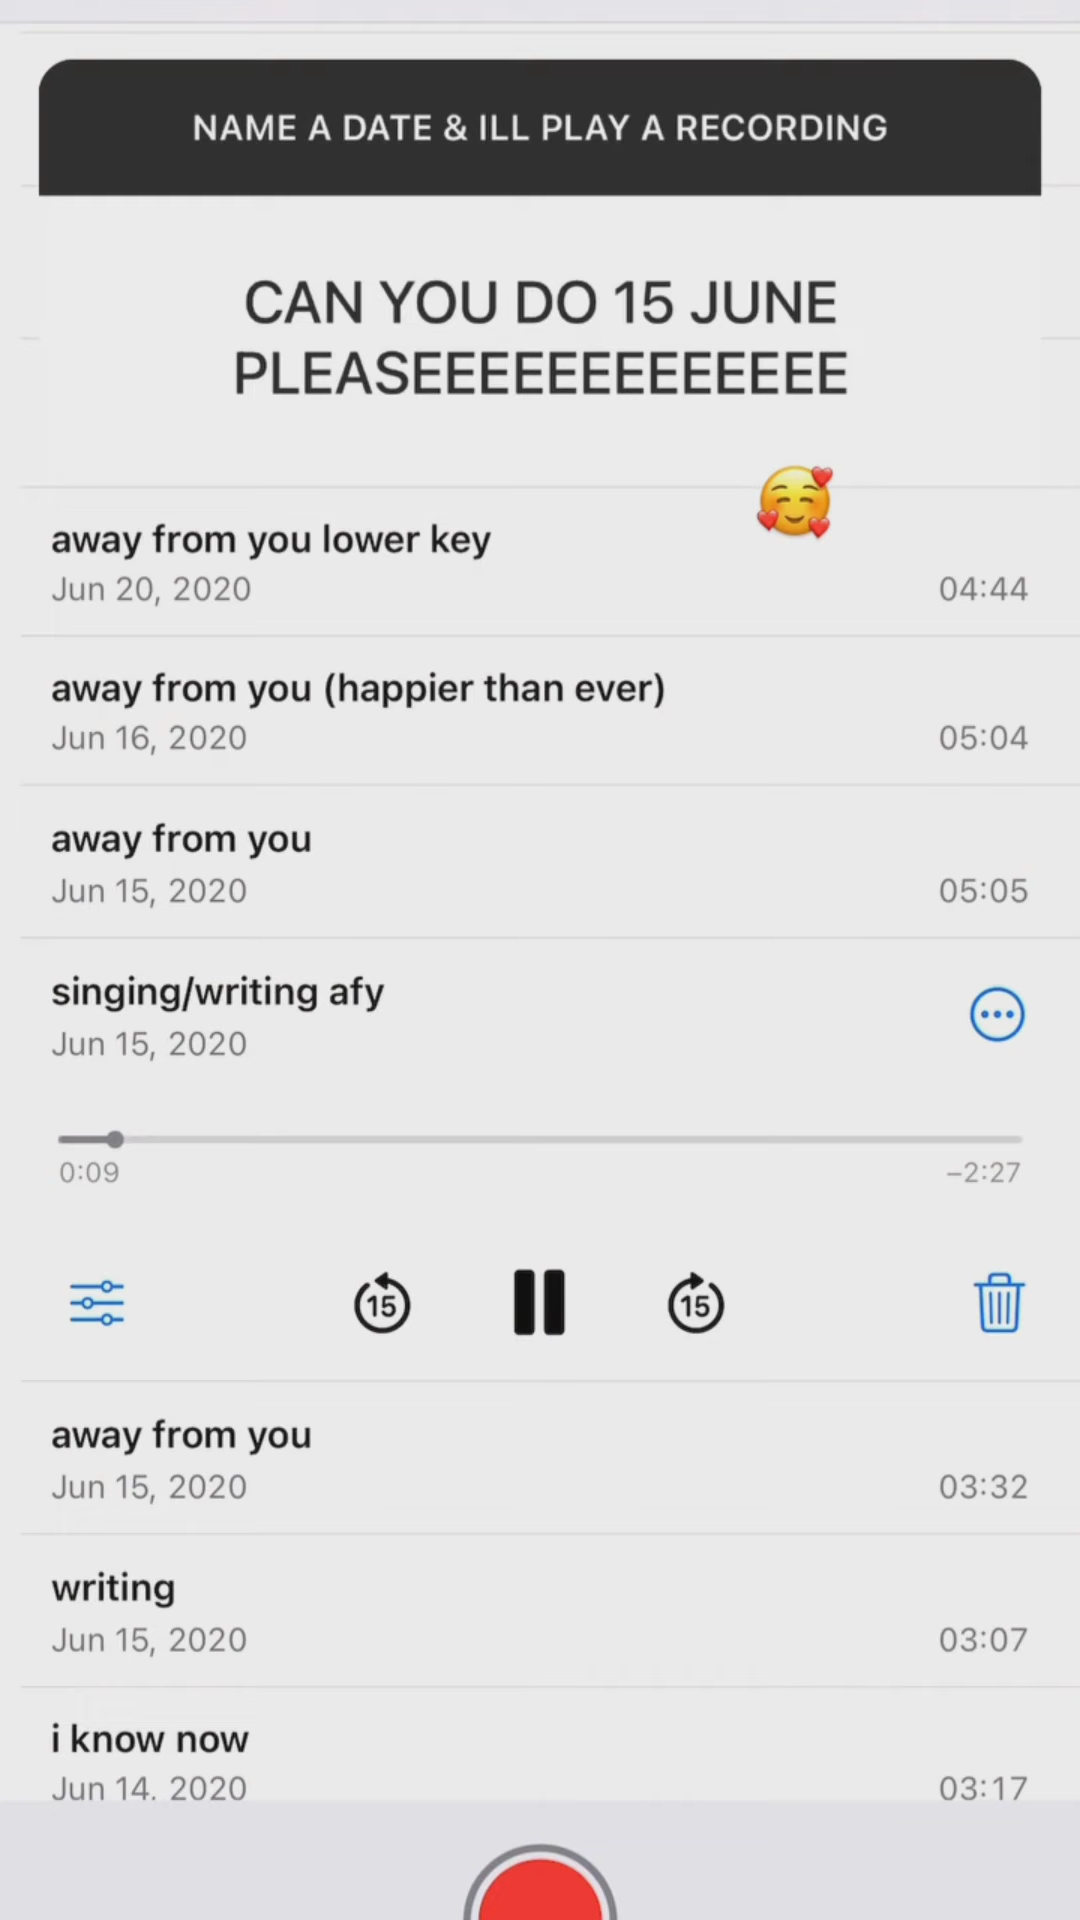 NAME A DATE & ILL PLAY A RECORDING
CAN YOU DO 15 JUNE
PLEASEEEEEEEEEEEEEE
away from you lower key
Jun 20, 2020 04:44
away from you (happier than ever)
Jun 16, 2020 05:04
away from you
Jun 15, 2020 05:05
singing/writing afy
Jun 15, 2020
0:09 −2:27
15 15
away from you
Jun 15, 2020 03:32
writing
Jun 15, 2020 03:07
i know now
Jun 14, 2020 03:17